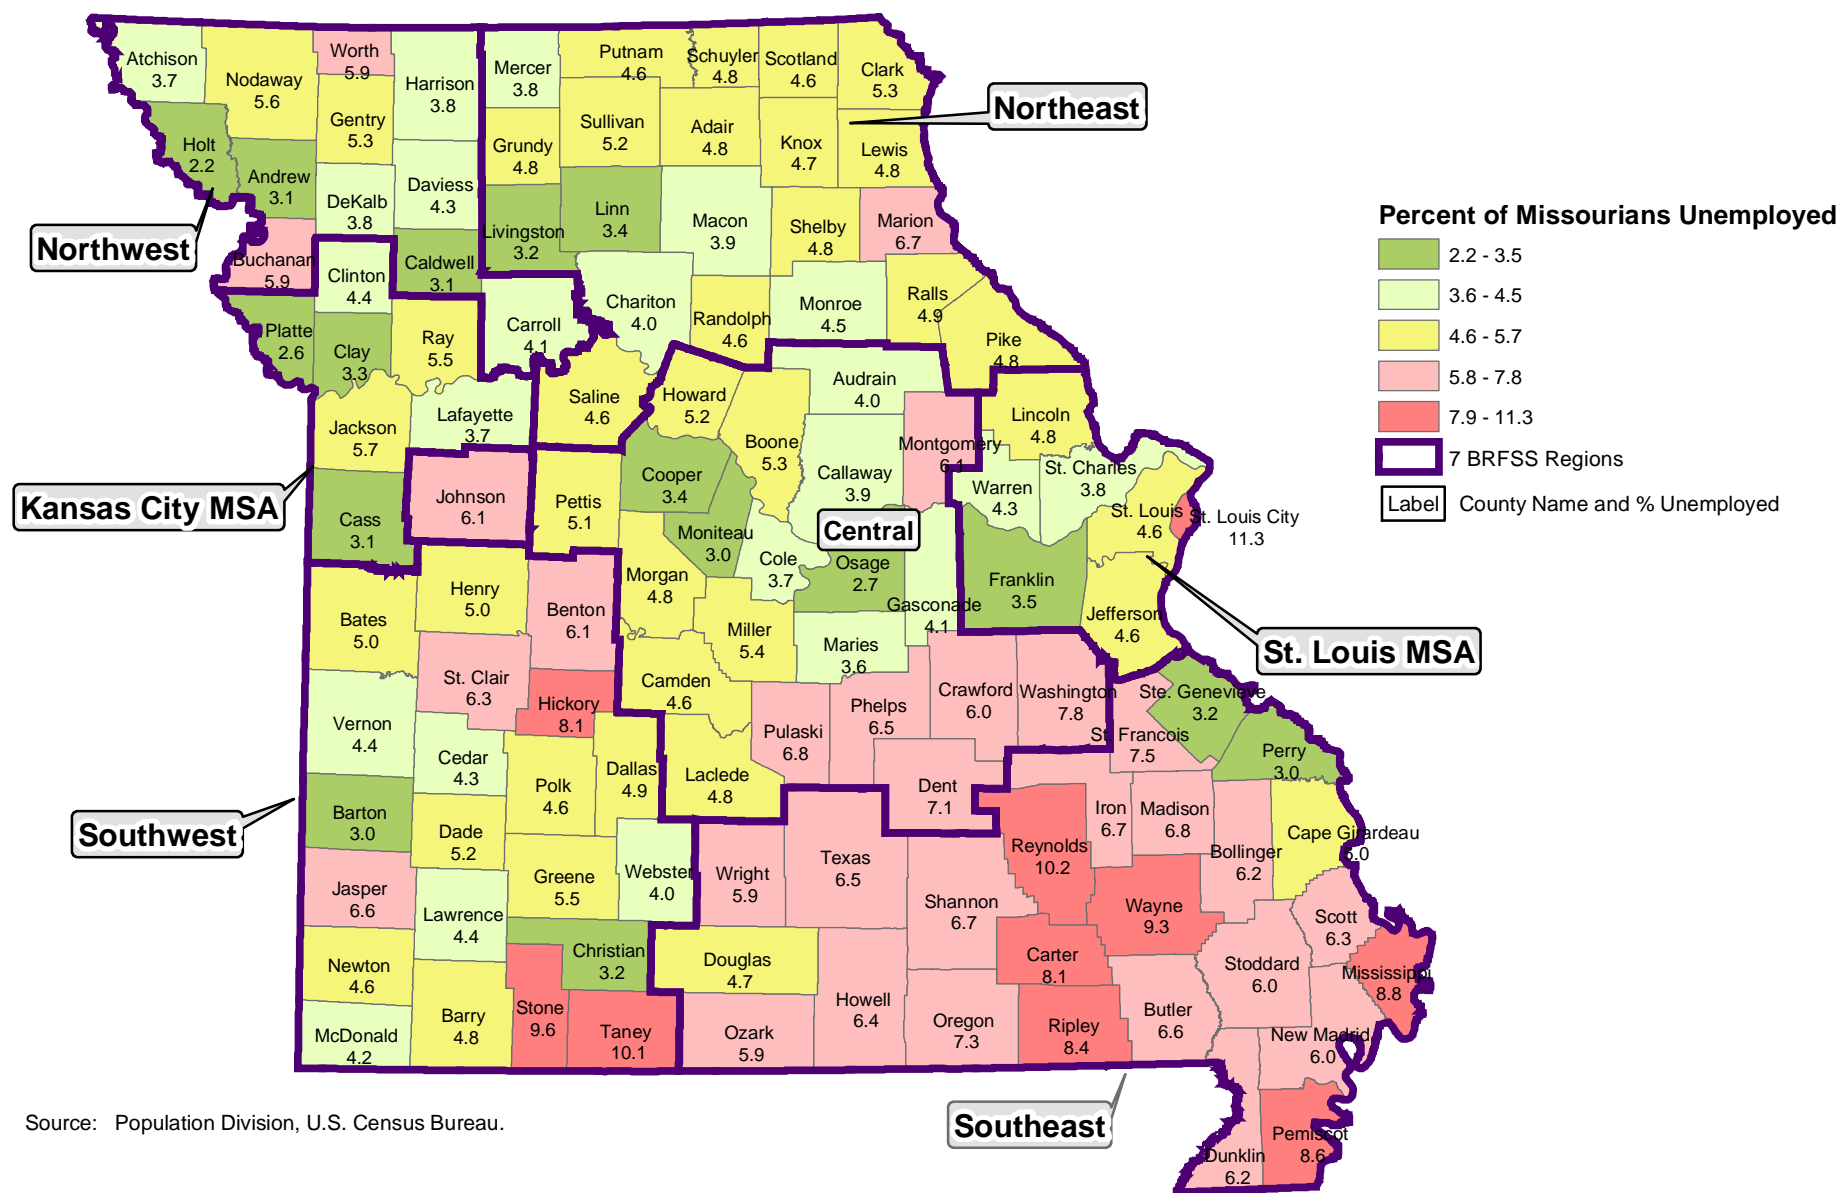 Atchison
3.7
Nodaway
5.6
Worth
5.9
Harrison
3.8
Mercer
3.8
Putnam
4.6
Schuyler
4.8
Scotland
4.6
Clark
5.3
Northeast
Holt
2.2
Andrew
3.1
Gentry
5.3
DeKalb
3.8
Daviess
4.3
Grundy
4.8
Sullivan
5.2
Adair
4.8
Knox
4.7
Lewis
4.8
Northwest
Buchanan
5.9
Clinton
4.4
Caldwell
3.1
Livingston
3.2
Linn
3.4
Macon
3.9
Shelby
4.8
Marion
6.7
Platte
2.6
Clay
3.3
Ray
5.5
Carroll
4.1
Chariton
4.0
Randolph
4.6
Monroe
4.5
Ralls
4.9
Pike
4.8
Jackson
5.7
Lafayette
3.7
Saline
4.6
Howard
5.2
Boone
5.3
Audrain
4.0
Callaway
3.9
Montgomery
6.1
Lincoln
4.8
Warren
4.3
St. Charles
3.8
St. Louis
4.6
St. Louis City
11.3
Kansas City MSA
Cass
3.1
Johnson
6.1
Pettis
5.1
Cooper
3.4
Moniteau
3.0
Cole
3.7
Central
Osage
2.7
Gasconade
4.1
Franklin
3.5
Jefferson
4.6
St. Louis MSA
Bates
5.0
Henry
5.0
Benton
6.1
Morgan
4.8
Miller
5.4
Maries
3.6
Vernon
4.4
St. Clair
6.3
Hickory
8.1
Camden
4.6
Pulaski
6.8
Phelps
6.5
Crawford
6.0
Washington
7.8
Ste. Genevieve
3.2
St. Francois
7.5
Perry
3.0
Southwest
Barton
3.0
Cedar
4.3
Polk
4.6
Dallas
4.9
Laclede
4.8
Dent
7.1
Iron
6.7
Madison
6.8
Bollinger
6.2
Cape Girardeau
5.0
Jasper
6.6
Dade
5.2
Greene
5.5
Webster
4.0
Wright
5.9
Texas
6.5
Shannon
6.7
Reynolds
10.2
Wayne
9.3
Scott
6.3
Lawrence
4.4
Christian
3.2
Douglas
4.7
Carter
8.1
Stoddard
6.0
Mississippi
8.8
Newton
4.6
Barry
4.8
Stone
9.6
Taney
10.1
Ozark
5.9
Howell
6.4
Oregon
7.3
Ripley
8.4
Butler
6.6
New Madrid
6.0
McDonald
4.2
Southeast
Dunklin
6.2
Pemiscot
8.6
Percent of Missourians Unemployed
2.2 - 3.5
3.6 - 4.5
4.6 - 5.7
5.8 - 7.8
7.9 - 11.3
7 BRFSS Regions
Label County Name and % Unemployed
Source: Population Division, U.S. Census Bureau.